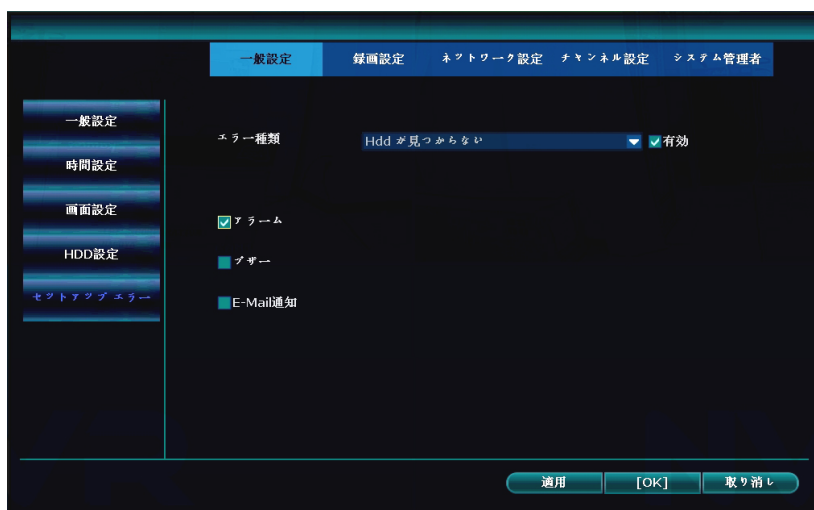 一般設定 録画設定 ネットワーク設定 チャンネル設定 システム管理者
一般設定
時間設定
画面設定
HDD設定
セットアップ エラー
エラー種類 Hdd が見つからない 有効
アラーム
ブザー
E-Mail通知
適用 [OK] 取り消し